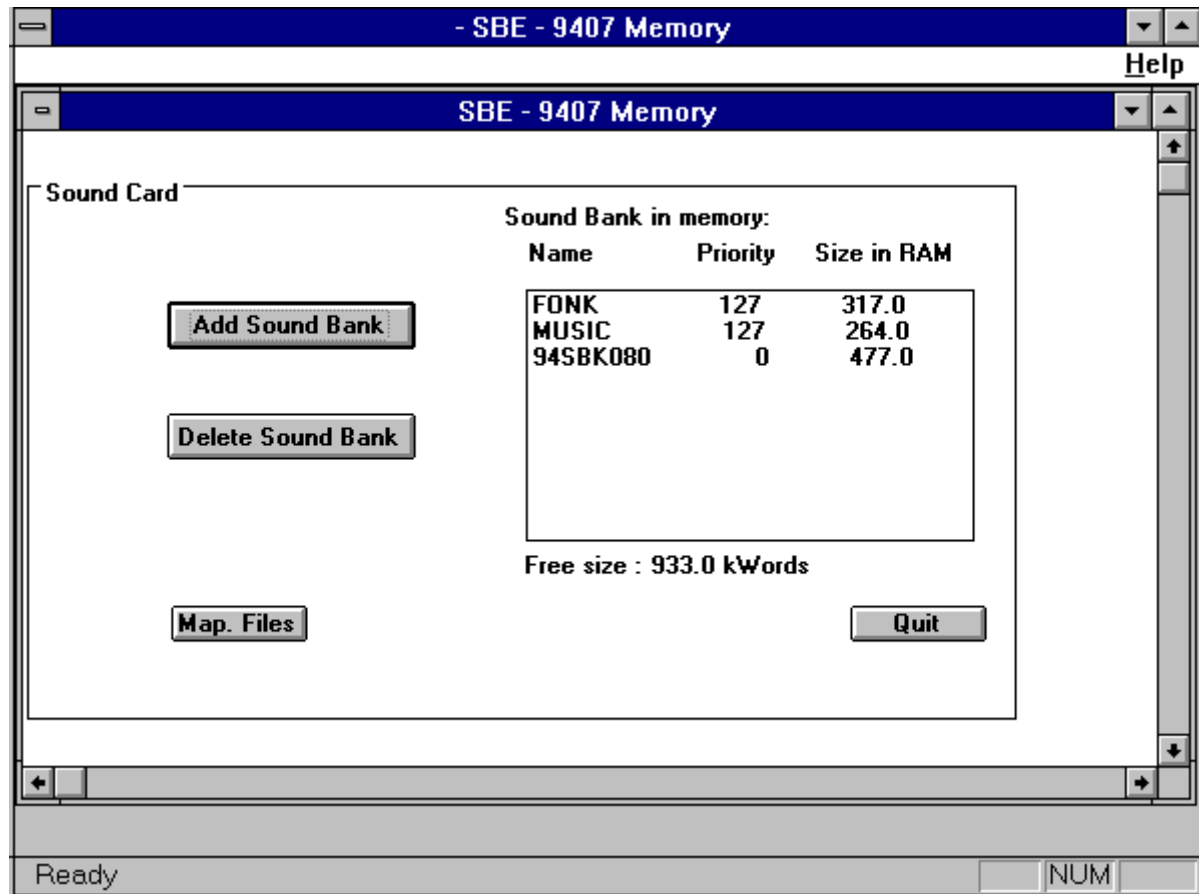 - SBE - 9407 Memory
Help
SBE - 9407 Memory
Sound Card
Sound Bank in memory:
Name Priority Size in RAM
FONK 127 317.0
MUSIC 127 264.0
94SBK080 0 477.0
Add Sound Bank
Delete Sound Bank
Free size : 933.0 kWords
Map. Files
Quit
Ready
NUM